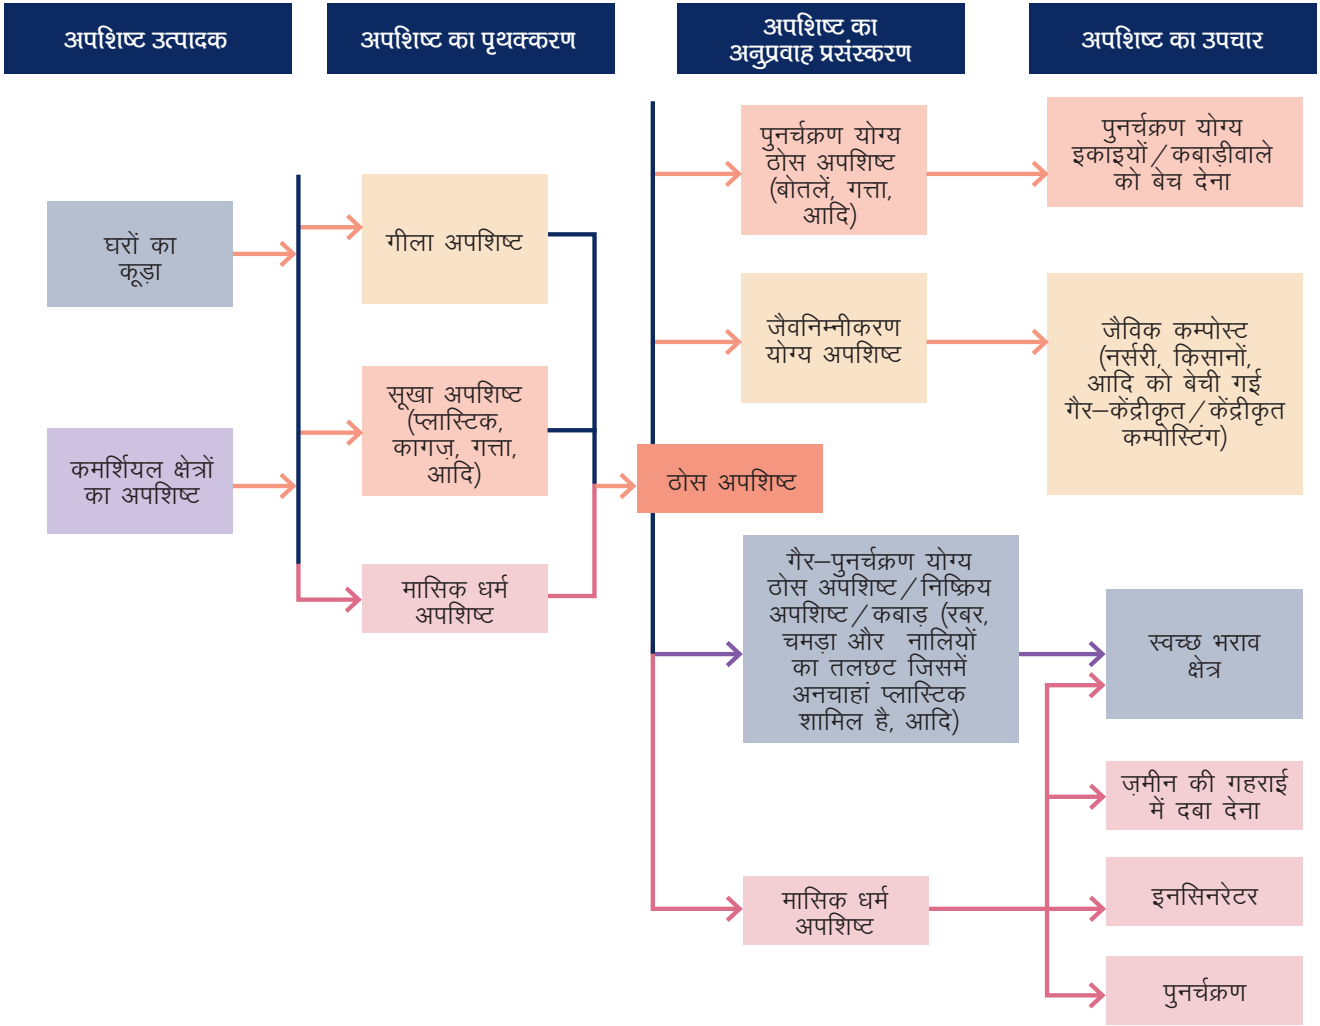 अपशिष्ट उत्पादक
अपशिष्ट का पृथक्करण
अपशिष्ट का
अनुप्रवाह प्रसंस्करण
अपशिष्ट का उपचार
घरों का
कूड़ा
कमर्शियल क्षेत्रों
का अपशिष्ट
गीला अपशिष्ट
सूखा अपशिष्ट
(प्लास्टिक,
कागज़, गत्ता,
आदि)
मासिक धर्म
अपशिष्ट
ठोस अपशिष्ट
पुनर्चक्रण योग्य
ठोस अपशिष्ट
(बोतलें, गत्ता,
आदि)
जैवनिम्नीकरण
योग्य अपशिष्ट
गैर–पुनर्चक्रण योग्य
ठोस अपशिष्ट/निष्क्रिय
अपशिष्ट/कबाड़ (रबर,
चमड़ा और नालियों
का तलछट जिसमें
अनचाहां प्लास्टिक
शामिल है, आदि)
मासिक धर्म
अपशिष्ट
पुनर्चक्रण योग्य
इकाइयों/कबाड़ीवाले
को बेच देना
जैविक कम्पोस्ट
(नर्सरी, किसानों,
आदि को बेची गई
गैर–केंद्रीकृत/केंद्रीकृत
कम्पोस्टिंग)
स्वच्छ भराव
क्षेत्र
ज़मीन की गहराई
में दबा देना
इनसिनरेटर
पुनर्चक्रण